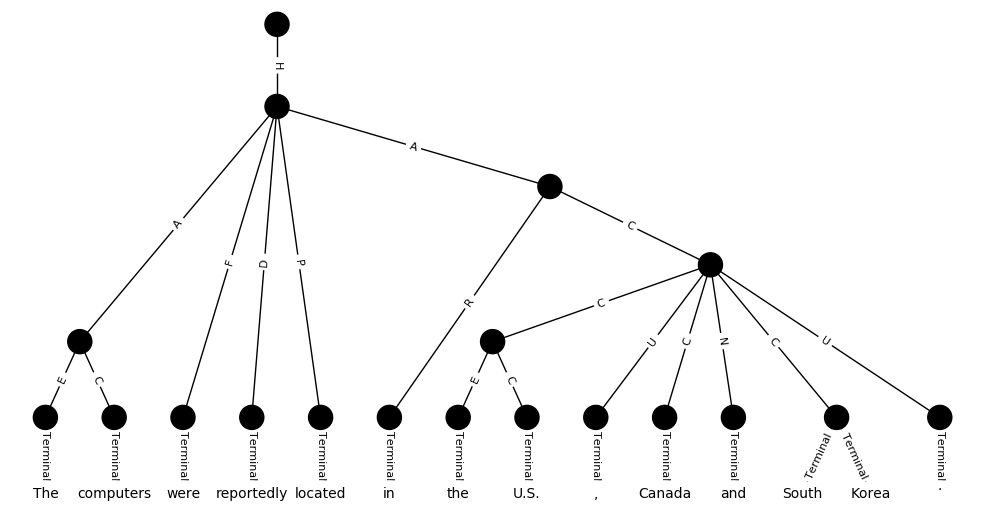 H
A
A
F
D
P
C
R
C
U
C
N
C
U
E
C
E
C
Terminal Terminal Terminal Terminal Terminal Terminal Terminal Terminal Terminal Terminal Terminal Terminal Terminal Terminal
The computers were reportedly located in the U.S. , Canada and South Korea .